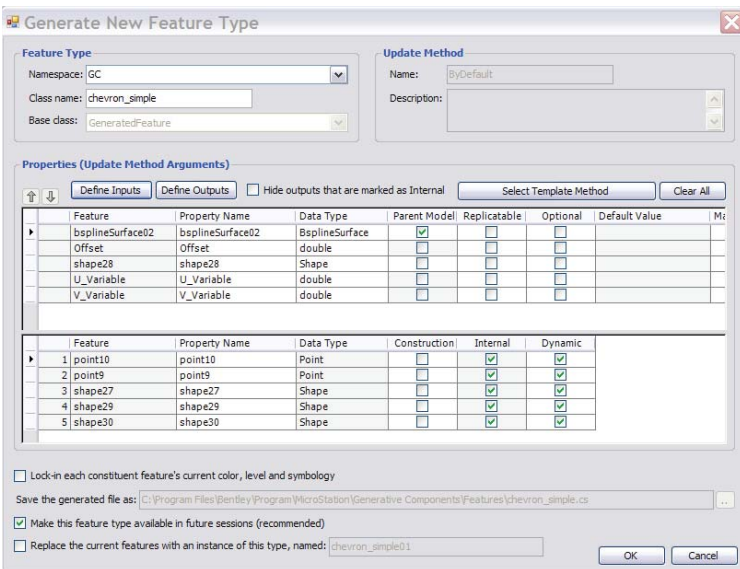 Generate New Feature Type
Feature Type
Namespace: GC
Class name: chevron_simple
Base class: GeneratedFeature
Update Method
Name: ByDefault
Description:
Properties (Update Method Arguments)
Define Inputs Define Outputs Hide outputs that are marked as Internal Select Template Method Clear All
Feature Property Name Data Type Parent Model Replicatable Optional Default Value Ma
bsplineSurface02 bsplineSurface02 BsplineSurface
Offset Offset double
shape28 shape28 Shape
U_Variable U_Variable double
V_Variable V_Variable double
Feature Property Name Data Type Construction Internal Dynamic
1 point10 point10 Point
2 point9 point9 Point
3 shape27 shape27 Shape
4 shape29 shape29 Shape
5 shape30 shape30 Shape
Lock-in each constituent feature's current color, level and symbology
Save the generated file as: C:\Program Files\Bentley\Program\MicroStation\Generative Components\Features\chevron_simple.cs ..
Make this feature type available in future sessions (recommended)
Replace the current features with an instance of this type, named: chevron_simple01
OK Cancel